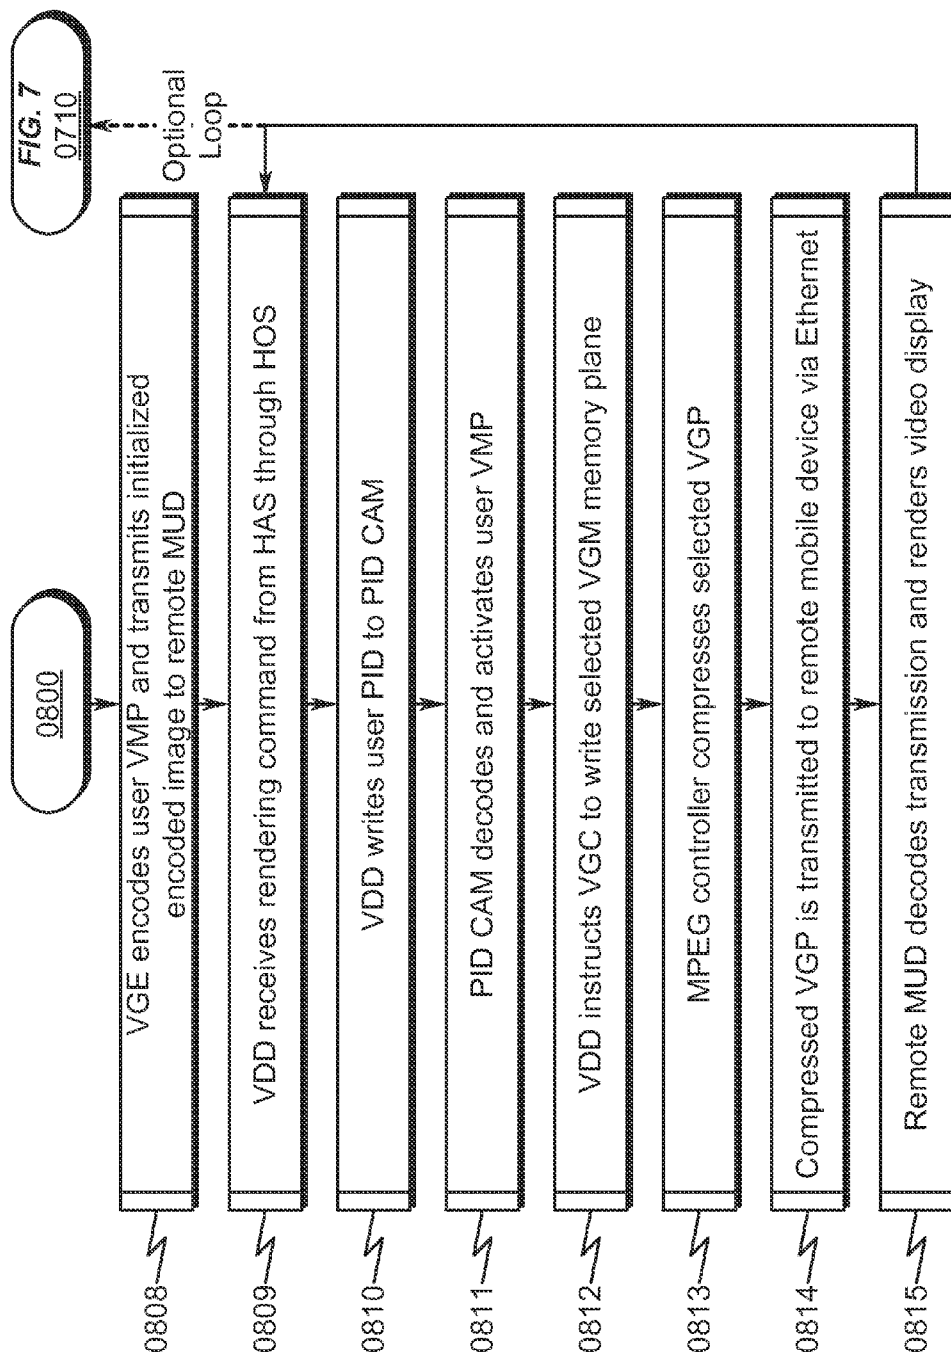 0800
FIG. 7
0710
Optional
Loop
0808
VGE encodes user VMP and transmits initialized
encoded image to remote MUD
0809
VDD receives rendering command from HAS through HOS
0810
VDD writes user PID to PID CAM
0811
PID CAM decodes and activates user VMP
0812
VDD instructs VGC to write selected VGM memory plane
0813
MPEG controller compresses selected VGP
0814
Compressed VGP is transmitted to remote mobile device via Ethernet
0815
Remote MUD decodes transmission and renders video display